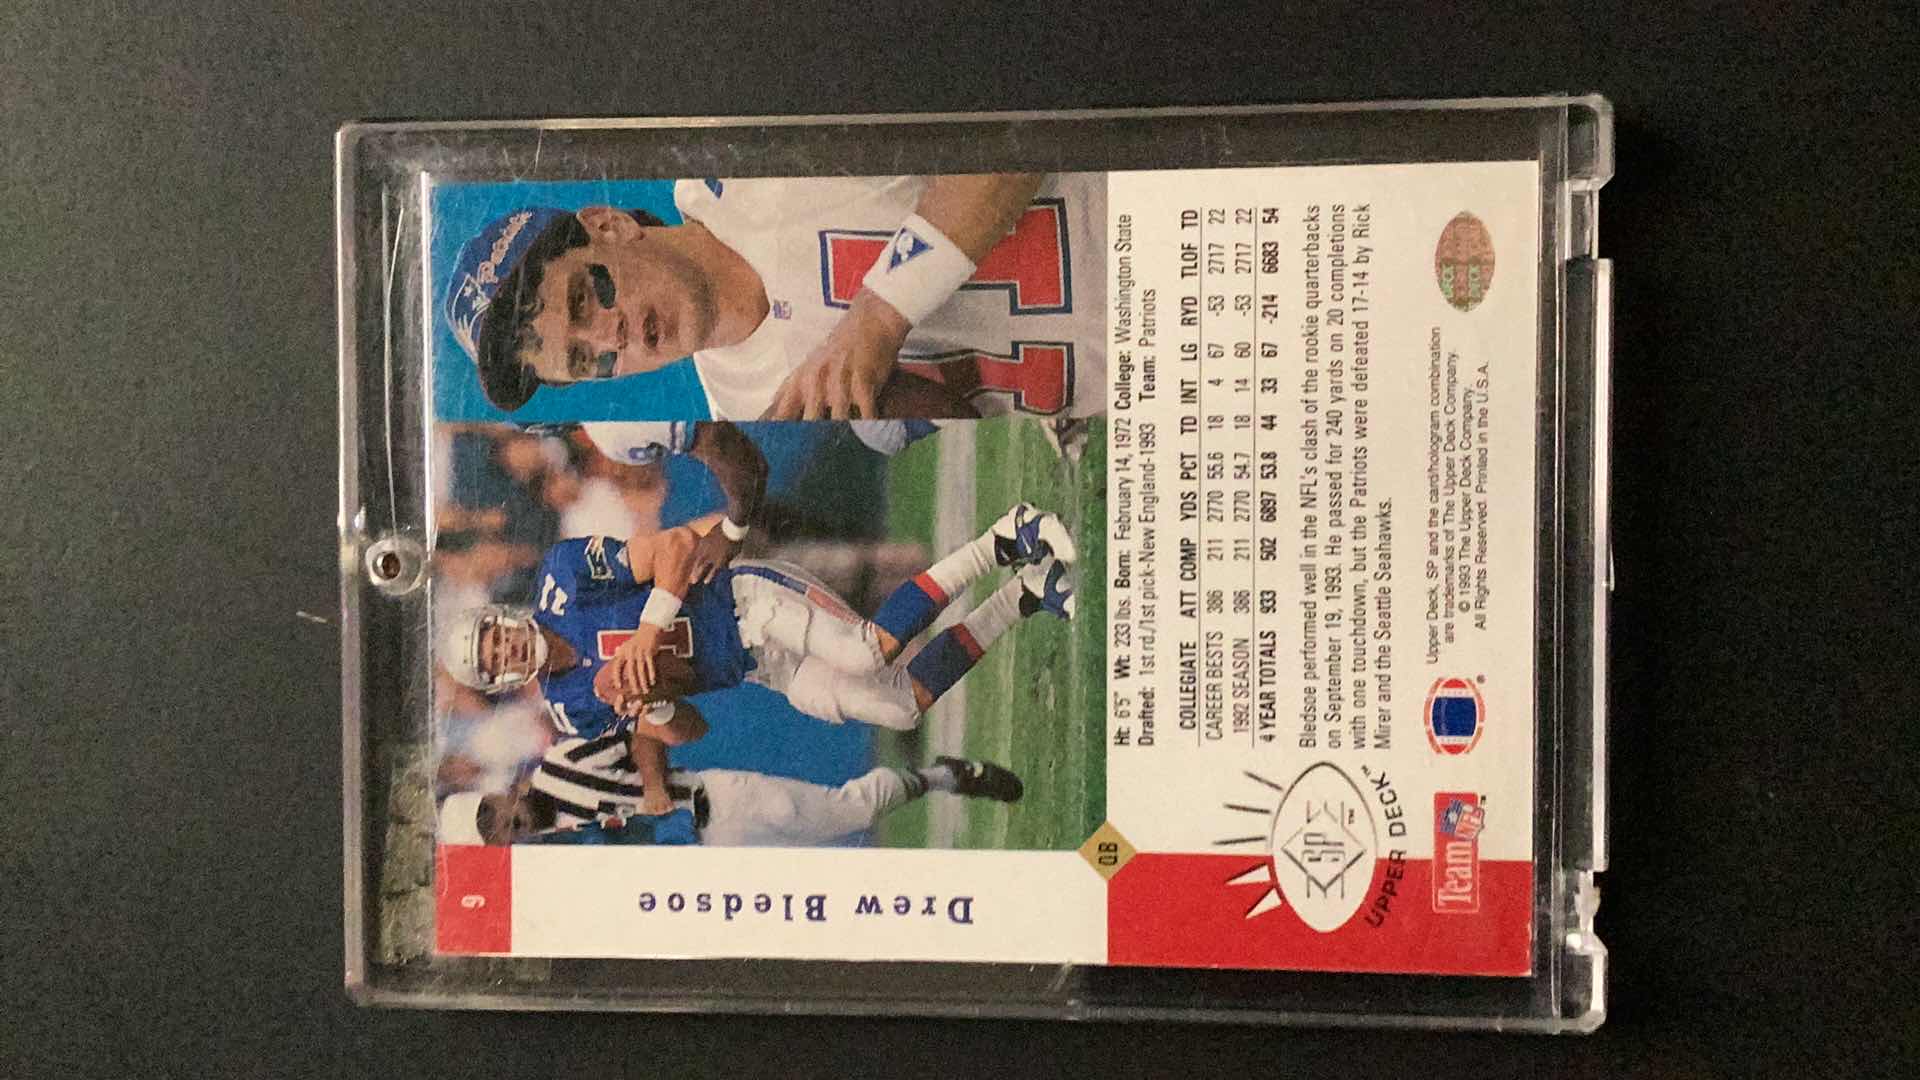 9
Drew Bledsoe
QB
Patriots
11
11
Ht: 6'5" Wt: 233 lbs. Born: February 14, 1972 College: Washington State
Drafted: 1st rd./1st pick-New England-1993 Team: Patriots
COLLEGIATE ATT COMP YDS PCT TD INT LG RYD TLOF TD
CAREER BESTS 386 211 2770 55.6 18 4 67 -53 2717 22
1992 SEASON 386 211 2770 54.7 18 14 60 -53 2717 22
4 YEAR TOTALS 933 502 6897 53.8 44 33 67 -214 6683 54
Bledsoe performed well in the NFL's clash of the rookie quarterbacks
on September 19, 1993. He passed for 240 yards on 20 completions
with one touchdown, but the Patriots were defeated 17-14 by Rick
Mirer and the Seattle Seahawks.
SP™
UPPER DECK™
Team NFL™
®
Upper Deck, SP and the card/hologram combination
are trademarks of The Upper Deck Company.
© 1993 The Upper Deck Company.
All Rights Reserved. Printed in the U.S.A.